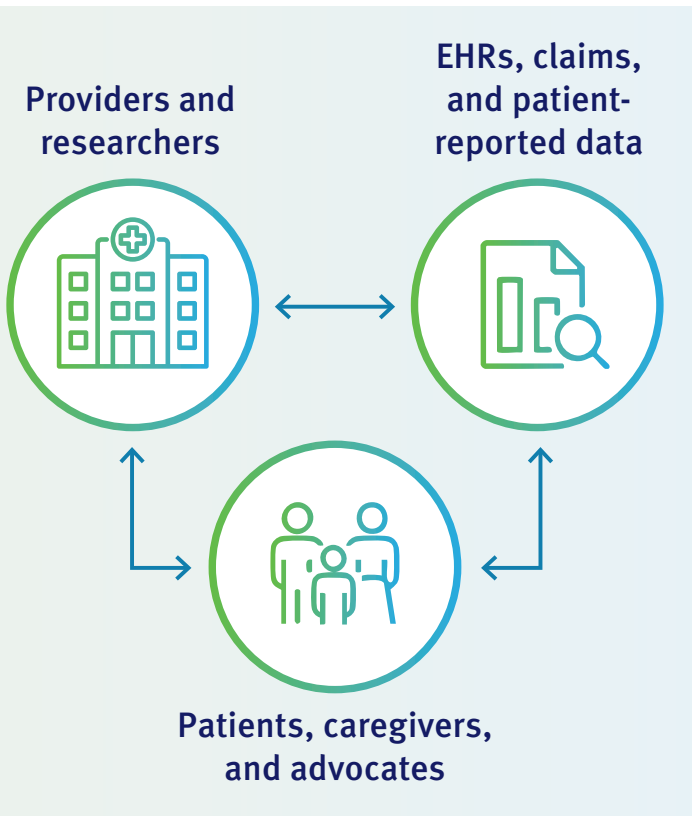 Providers and
researchers
EHRs, claims,
and patient-
reported data
Patients, caregivers,
and advocates